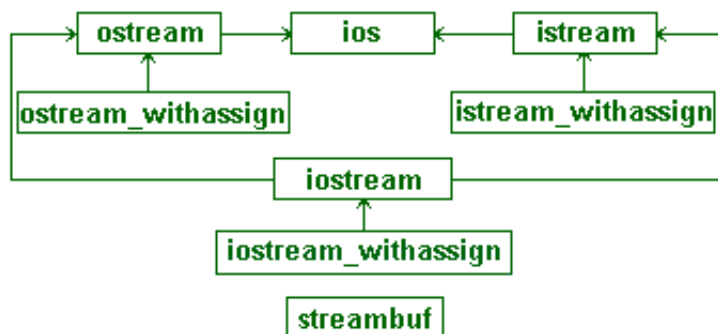 ostream ios istream
ostream_withassign istream_withassign
iostream
iostream_withassign
streambuf